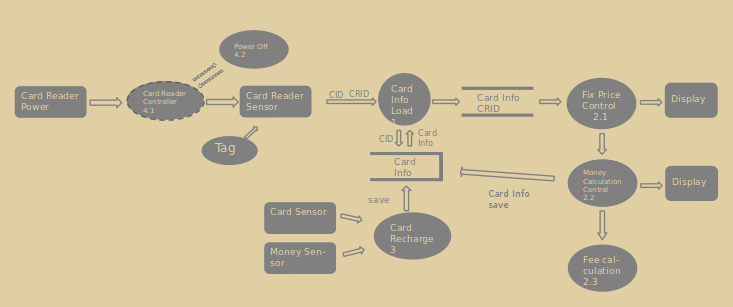 Power Off
4.2
Card Reader
Power
Card Reader
Controller
4.1
Card Reader
Sensor
CID CRID
Card
Info
Load
1
Card Info
CRID
Fix Price
Control
2.1
Display
Tag
CID
Card
Info
Card
Info
Money
Calculation
Control
2.2
Display
Card Info
save
save
Card Sensor
Card
Recharge
3
Money Sen-
sor
Fee cal-
culation
2.3